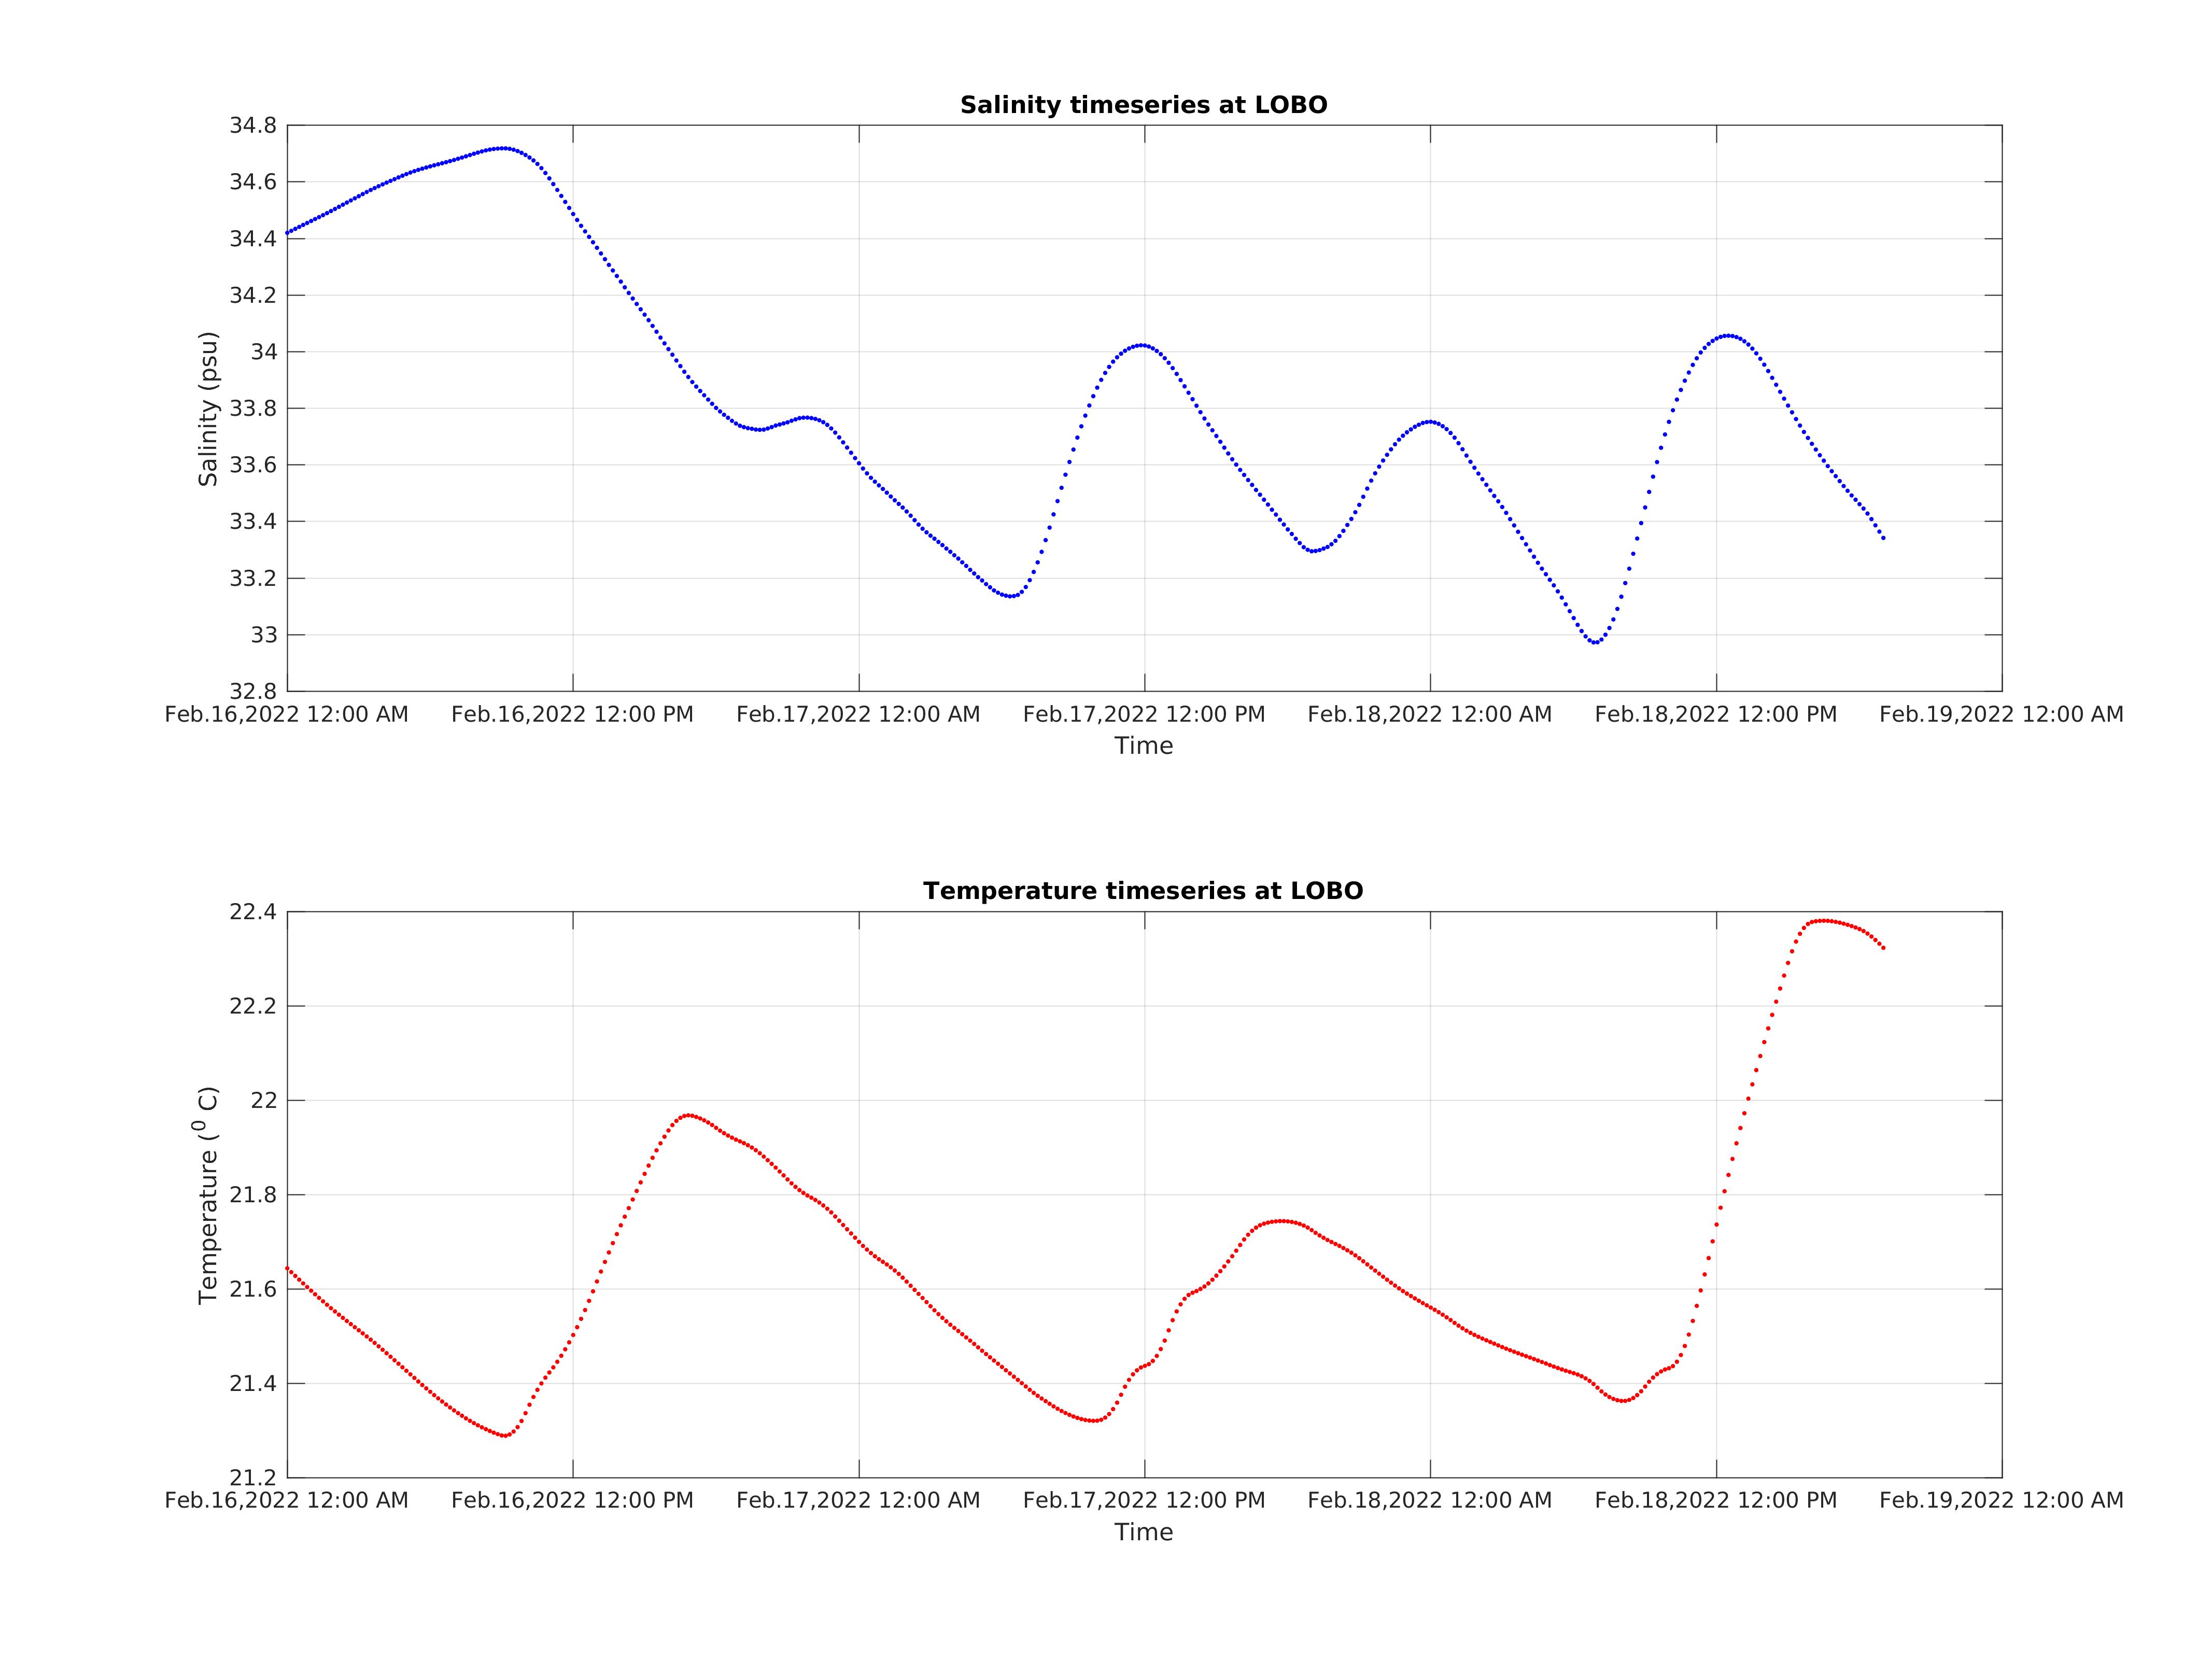 Salinity timeseries at LOBO
34.8
34.6
34.4
34.2
34
33.8
33.6
33.4
33.2
33
32.8
Salinity (psu)
Feb.16,2022 12:00 AM Feb.16,2022 12:00 PM Feb.17,2022 12:00 AM Feb.17,2022 12:00 PM Feb.18,2022 12:00 AM Feb.18,2022 12:00 PM Feb.19,2022 12:00 AM
Time
Temperature timeseries at LOBO
22.4
22.2
22
21.8
21.6
21.4
21.2
Temperature (⁰ C)
Feb.16,2022 12:00 AM Feb.16,2022 12:00 PM Feb.17,2022 12:00 AM Feb.17,2022 12:00 PM Feb.18,2022 12:00 AM Feb.18,2022 12:00 PM Feb.19,2022 12:00 AM
Time